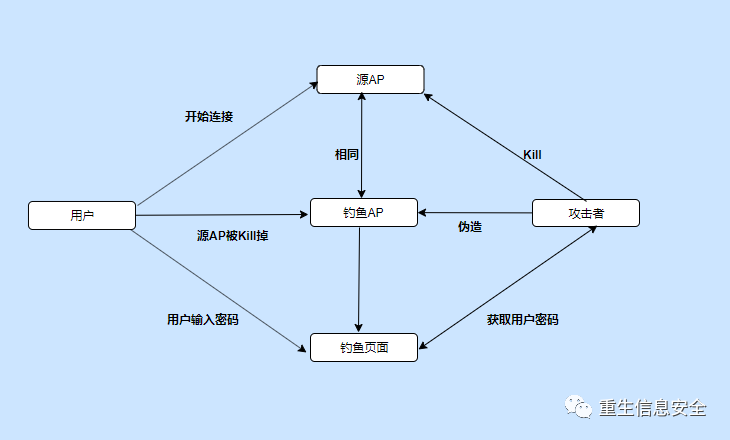 源AP
开始连接
相同
Kill
用户
钓鱼AP
攻击者
源AP被Kill掉
伪造
用户输入密码
获取用户密码
钓鱼页面
重生信息安全